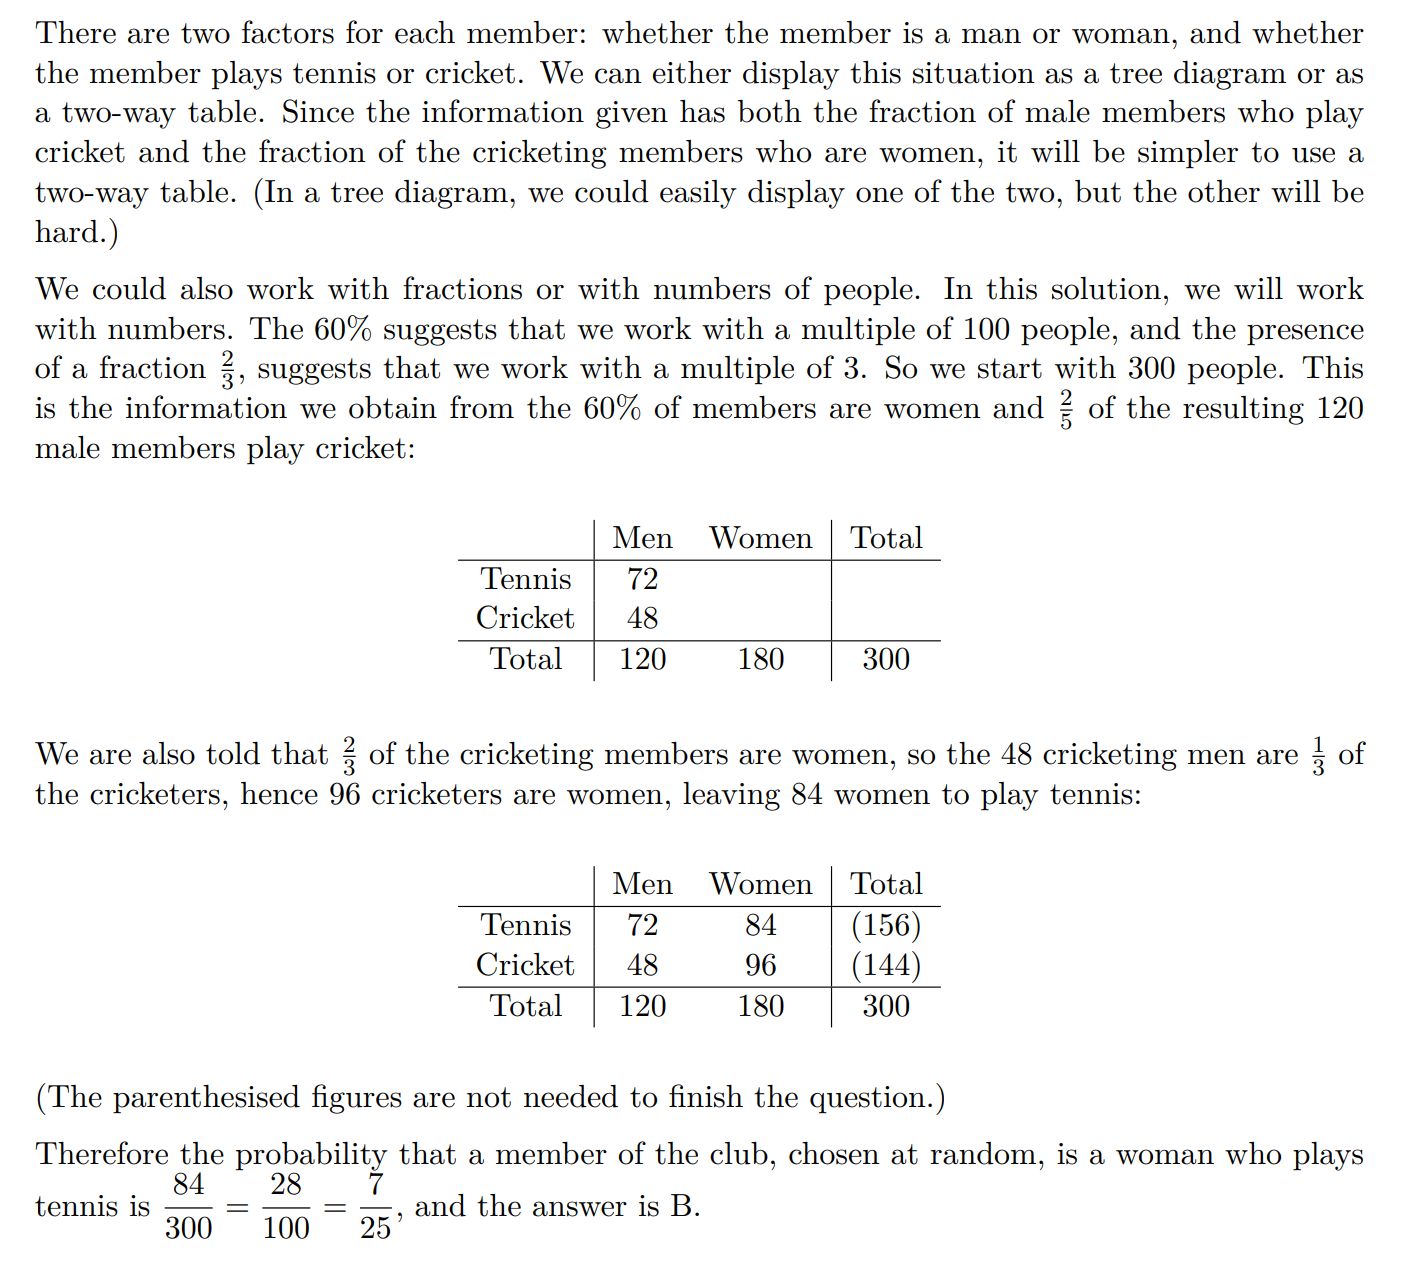 There are two factors for each member: whether the member is a man or woman, and whether
the member plays tennis or cricket. We can either display this situation as a tree diagram or as
a two-way table. Since the information given has both the fraction of male members who play
cricket and the fraction of the cricketing members who are women, it will be simpler to use a
two-way table. (In a tree diagram, we could easily display one of the two, but the other will be
hard.)
We could also work with fractions or with numbers of people. In this solution, we will work
with numbers. The 60% suggests that we work with a multiple of 100 people, and the presence
of a fraction 2/3, suggests that we work with a multiple of 3. So we start with 300 people. This
is the information we obtain from the 60% of members are women and 2/5 of the resulting 120
male members play cricket:
Men Women Total
Tennis 72
Cricket 48
Total 120 180 300
We are also told that 2/3 of the cricketing members are women, so the 48 cricketing men are 1/3 of
the cricketers, hence 96 cricketers are women, leaving 84 women to play tennis:
Men Women Total
Tennis 72 84 (156)
Cricket 48 96 (144)
Total 120 180 300
(The parenthesised figures are not needed to finish the question.)
Therefore the probability that a member of the club, chosen at random, is a woman who plays
tennis is 84/300 = 28/100 = 7/25, and the answer is B.